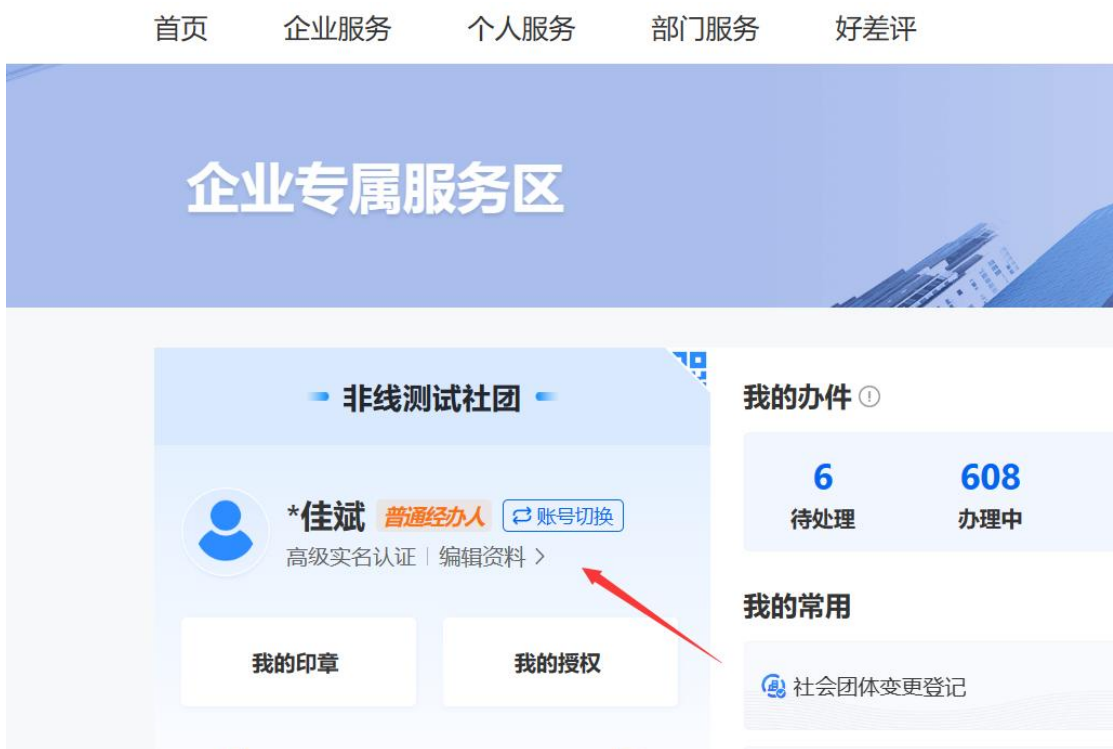 首页 企业服务 个人服务 部门服务 好差评
企业专属服务区
非线测试社团
*佳斌 普通经办人 账号切换
高级实名认证 | 编辑资料 >
我的印章 我的授权
我的办件
6 608
待处理 办理中
我的常用
社会团体变更登记